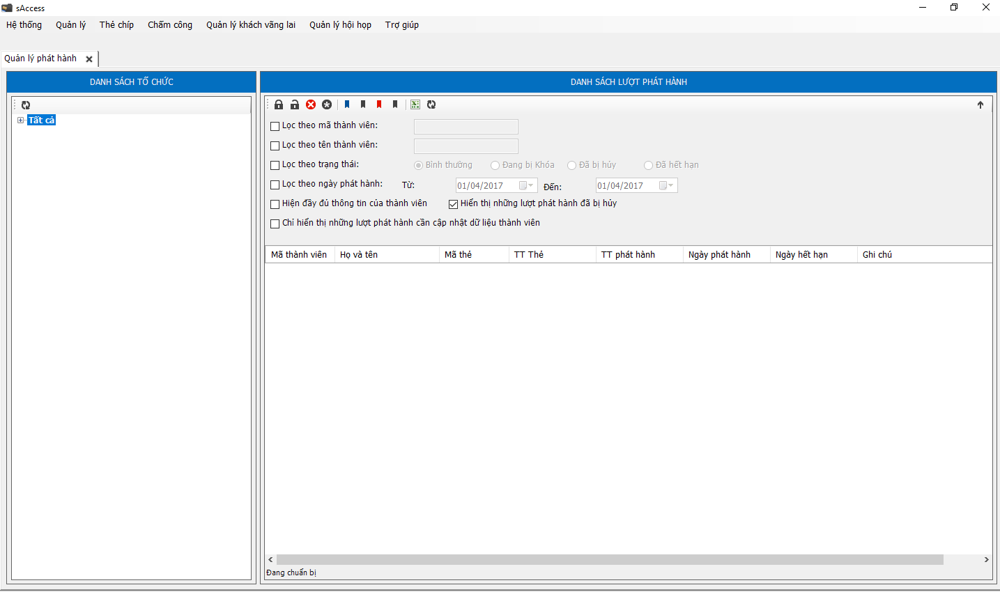 sAccess
Hệ thống Quản lý Thẻ chíp Chấm công Quản lý khách vãng lai Quản lý hội họp Trợ giúp
Quản lý phát hành
DANH SÁCH TỔ CHỨC
Tất cả
DANH SÁCH LƯỢT PHÁT HÀNH
Lọc theo mã thành viên:
Lọc theo tên thành viên:
Lọc theo trạng thái: Bình thường Đang bị Khóa Đã bị hủy Đã hết hạn
Lọc theo ngày phát hành: Từ: 01/04/2017 Đến: 01/04/2017
Hiện đầy đủ thông tin của thành viên Hiển thị những lượt phát hành đã bị hủy
Chỉ hiển thị những lượt phát hành cần cập nhật dữ liệu thành viên
Mã thành viên Họ và tên Mã thẻ TT Thẻ TT phát hành Ngày phát hành Ngày hết hạn Ghi chú
Đang chuẩn bị